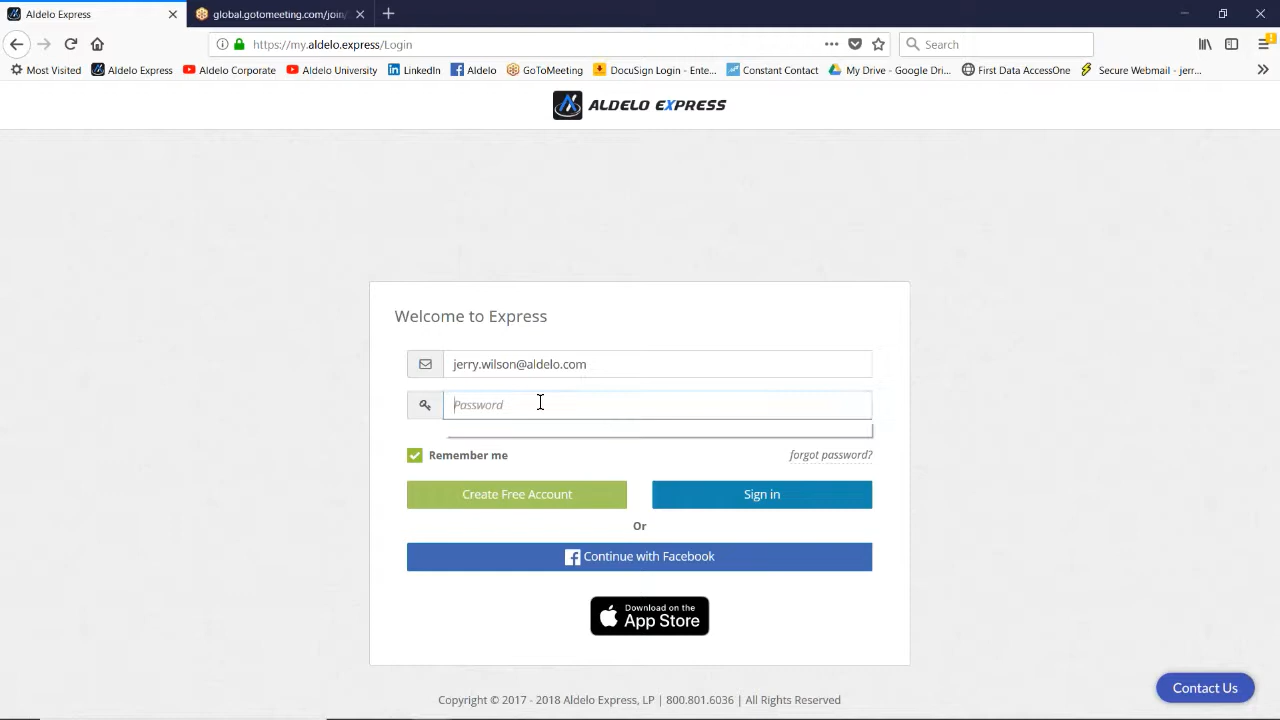 Aldelo Express
global.gotomeeting.com/join/
https://my.aldelo.express/Login
Search
Most Visited
Aldelo Express
Aldelo Corporate
Aldelo University
LinkedIn
Aldelo
GoToMeeting
DocuSign Login - Ente...
Constant Contact
My Drive - Google Dri...
First Data AccessOne
Secure Webmail - jerr...
ALDELO EXPRESS
Welcome to Express
jerry.wilson@aldelo.com
Password
Remember me
forgot password?
Create Free Account
Sign in
Or
Continue with Facebook
Download on the
App Store
Copyright © 2017 - 2018 Aldelo Express, LP | 800.801.6036 | All Rights Reserved
Contact Us